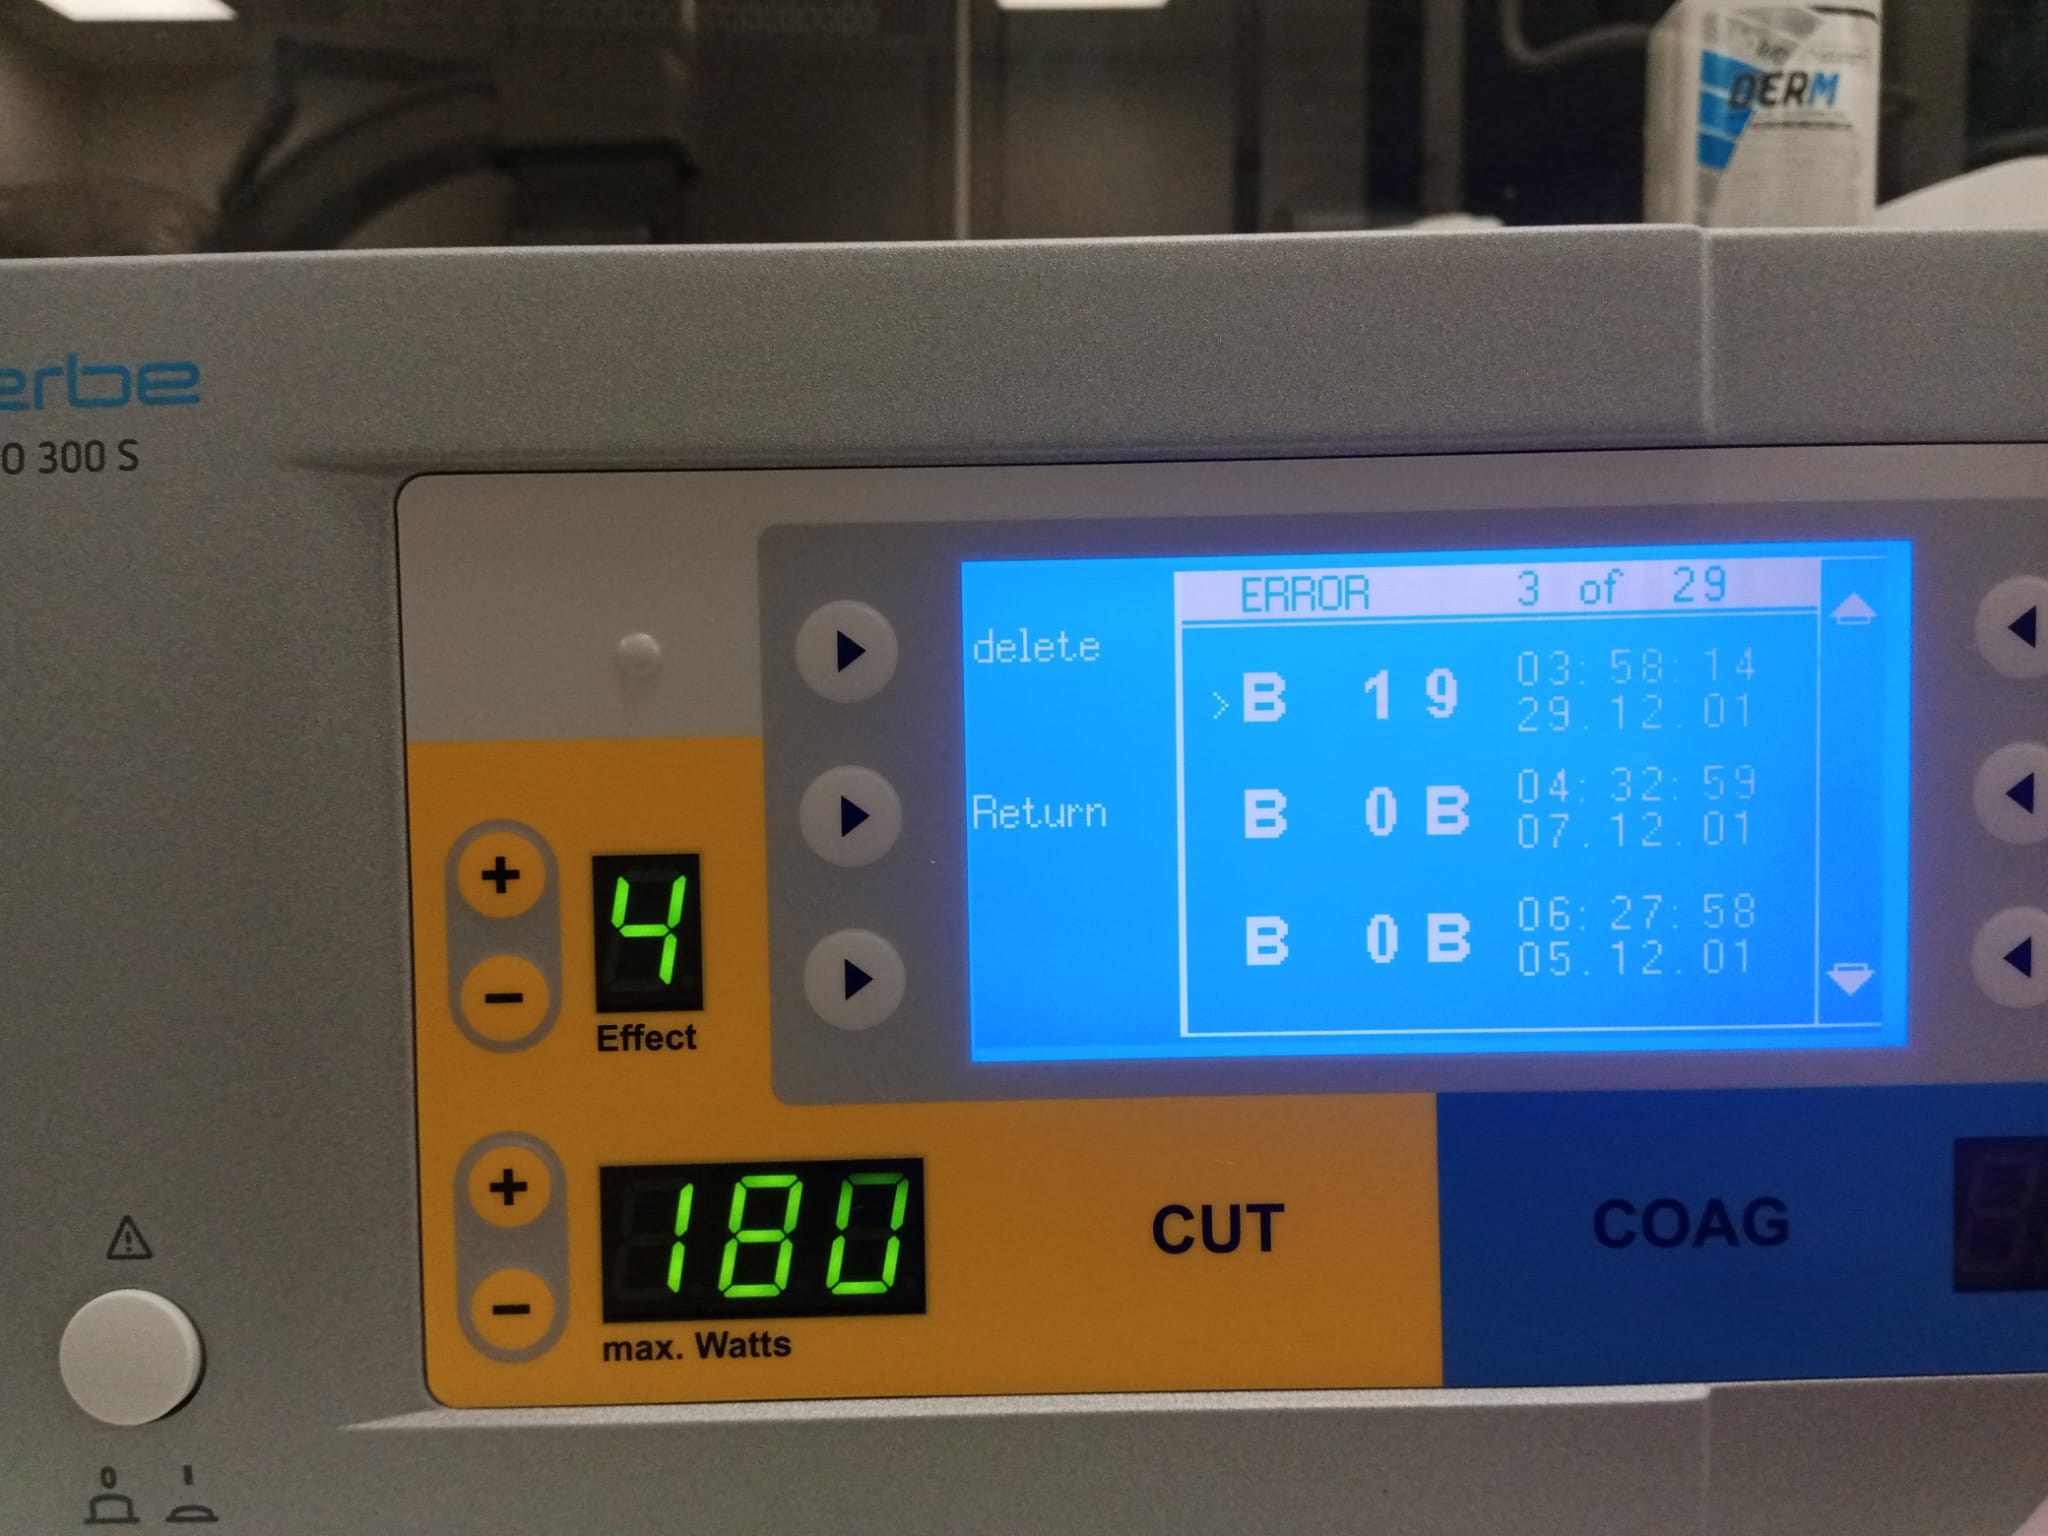 DERM
erbe
O 300 S
ERROR 3 of 29
delete
> B 19 03:58:14
29.12.01
Return
B 0B 04:32:59
07.12.01
B 0B 06:27:58
05.12.01
+
4
−
Effect
+
180
−
max. Watts
CUT
COAG
0 I